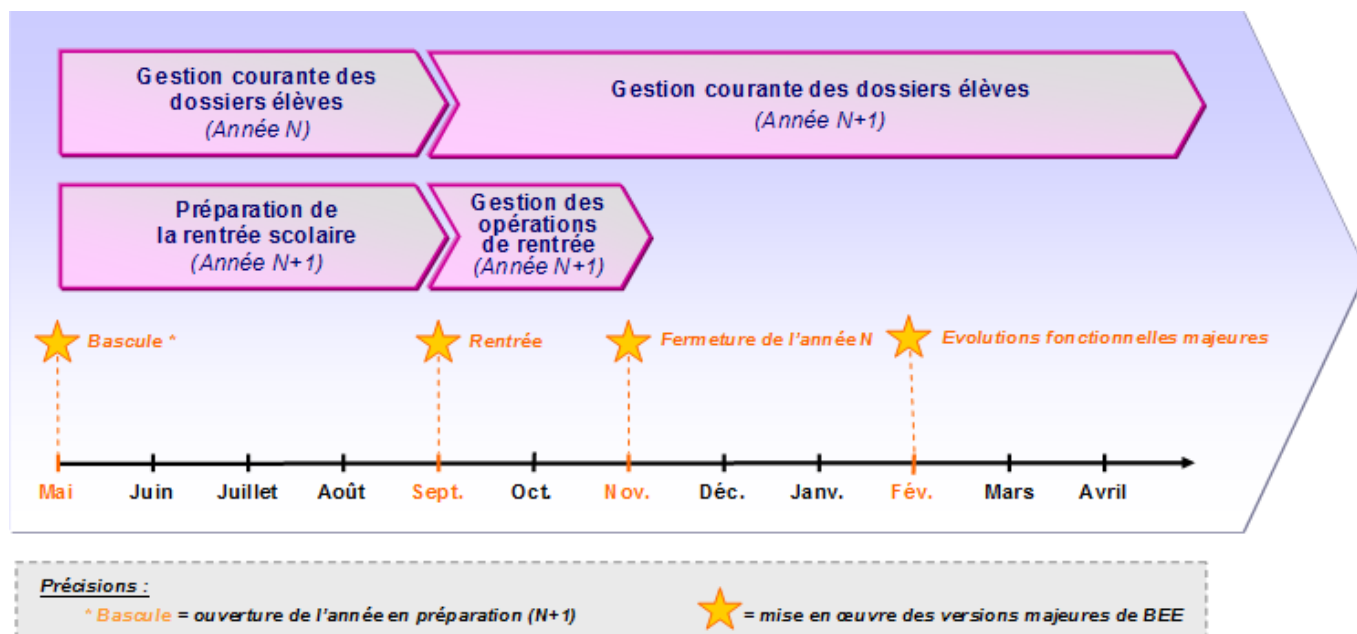 Gestion courante des
dossiers élèves
(Année N)
Gestion courante des dossiers élèves
(Année N+1)
Préparation de
la rentrée scolaire
(Année N+1)
Gestion des
opérations
de rentrée
(Année N+1)
Bascule *
Rentrée
Fermeture de l'année N
Evolutions fonctionnelles majeures
Mai Juin Juillet Août Sept. Oct. Nov. Déc. Janv. Fév. Mars Avril
Précisions :
* Bascule = ouverture de l'année en préparation (N+1)
= mise en œuvre des versions majeures de BEE